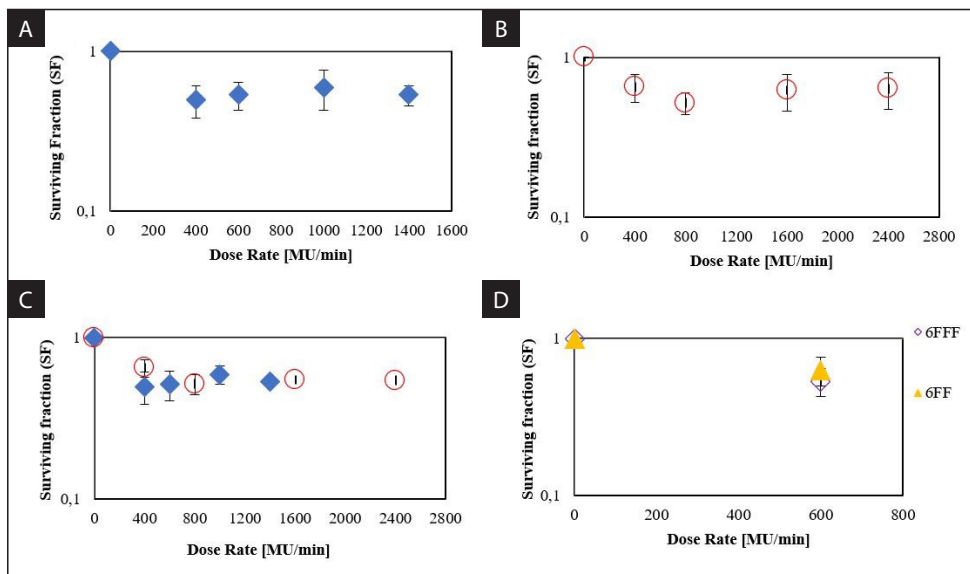 A
Surviving Fraction (SF)
1
0,1
0 200 400 600 800 1000 1200 1400 1600
Dose Rate [MU/min]
B
Surviving fraction (SF)
1
0,1
0 400 800 1200 1600 2000 2400 2800
Dose Rate [MU/min]
C
Surviving fraction (SF)
1
0,1
0 400 800 1200 1600 2000 2400 2800
Dose Rate [MU/min]
D
Surviving fraction (SF)
1
0,1
0 200 400 600 800
Dose Rate [MU/min]
6FFF
6FF